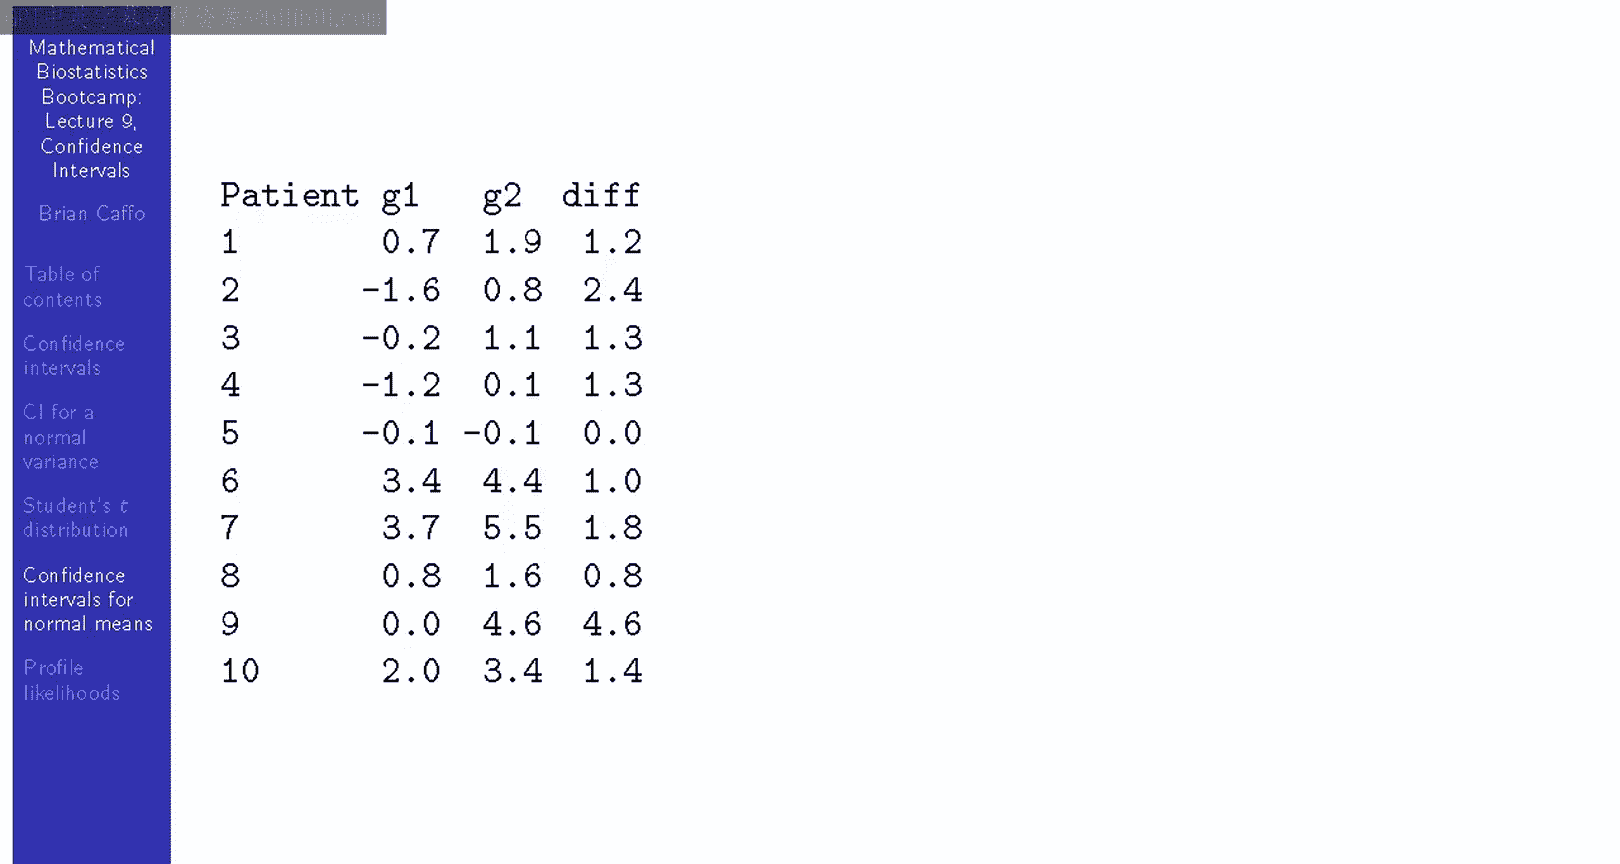 Mathematical
Biostatistics
Bootcamp:
Lecture 9,
Confidence
Intervals
Brian Caffo
Table of
contents
Confidence
intervals
CI for a
normal
variance
Student's t
distribution
Confidence
intervals for
normal means
Profile
likelihoods
Patient g1 g2 diff
1 0.7 1.9 1.2
2 -1.6 0.8 2.4
3 -0.2 1.1 1.3
4 -1.2 0.1 1.3
5 -0.1 -0.1 0.0
6 3.4 4.4 1.0
7 3.7 5.5 1.8
8 0.8 1.6 0.8
9 0.0 4.6 4.6
10 2.0 3.4 1.4